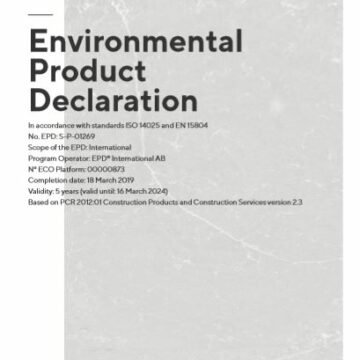 Environmental
Product
Declaration
In accordance with standards ISO 14025 and EN 15804
No. EPD: S-P-01269
Scope of the EPD: International
Program Operator: EPD® International AB
Nº ECO Platform: 00000873
Completion date: 18 March 2019
Validity: 5 years (valid until: 16 March 2024)
Based on PCR 2012:01 Construction Products and Construction Services version 2.3